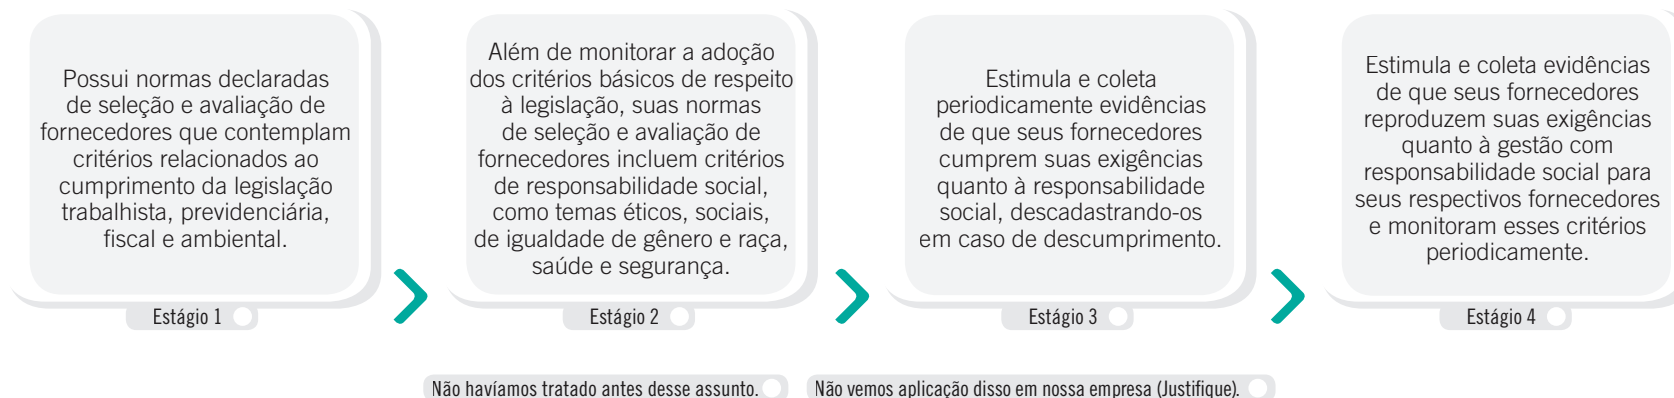 Possui normas declaradas
de seleção e avaliação de
fornecedores que contemplam
critérios relacionados ao
cumprimento da legislação
trabalhista, previdenciária,
fiscal e ambiental.
Estágio 1
Além de monitorar a adoção
dos critérios básicos de respeito
à legislação, suas normas
de seleção e avaliação de
fornecedores incluem critérios
de responsabilidade social,
como temas éticos, sociais,
de igualdade de gênero e raça,
saúde e segurança.
Estágio 2
Estimula e coleta
periodicamente evidências
de que seus fornecedores
cumprem suas exigências
quanto à responsabilidade
social, descadastrando-os
em caso de descumprimento.
Estágio 3
Estimula e coleta evidências
de que seus fornecedores
reproduzem suas exigências
quanto à gestão com
responsabilidade social para
seus respectivos fornecedores
e monitoram esses critérios
periodicamente.
Estágio 4
Não havíamos tratado antes desse assunto.
Não vemos aplicação disso em nossa empresa (Justifique).